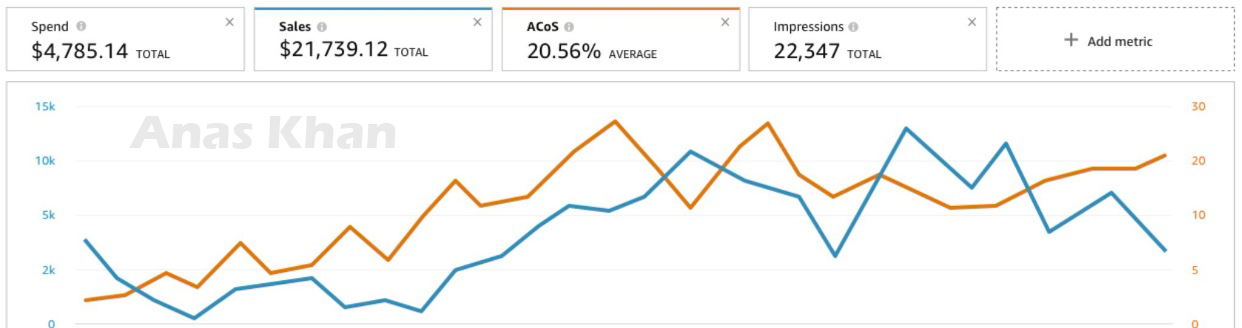 Spend
$4,785.14 TOTAL
Sales
$21,739.12 TOTAL
ACoS
20.56% AVERAGE
Impressions
22,347 TOTAL
+ Add metric
Anas Khan
15k
10k
5k
2k
0
30
20
10
5
0